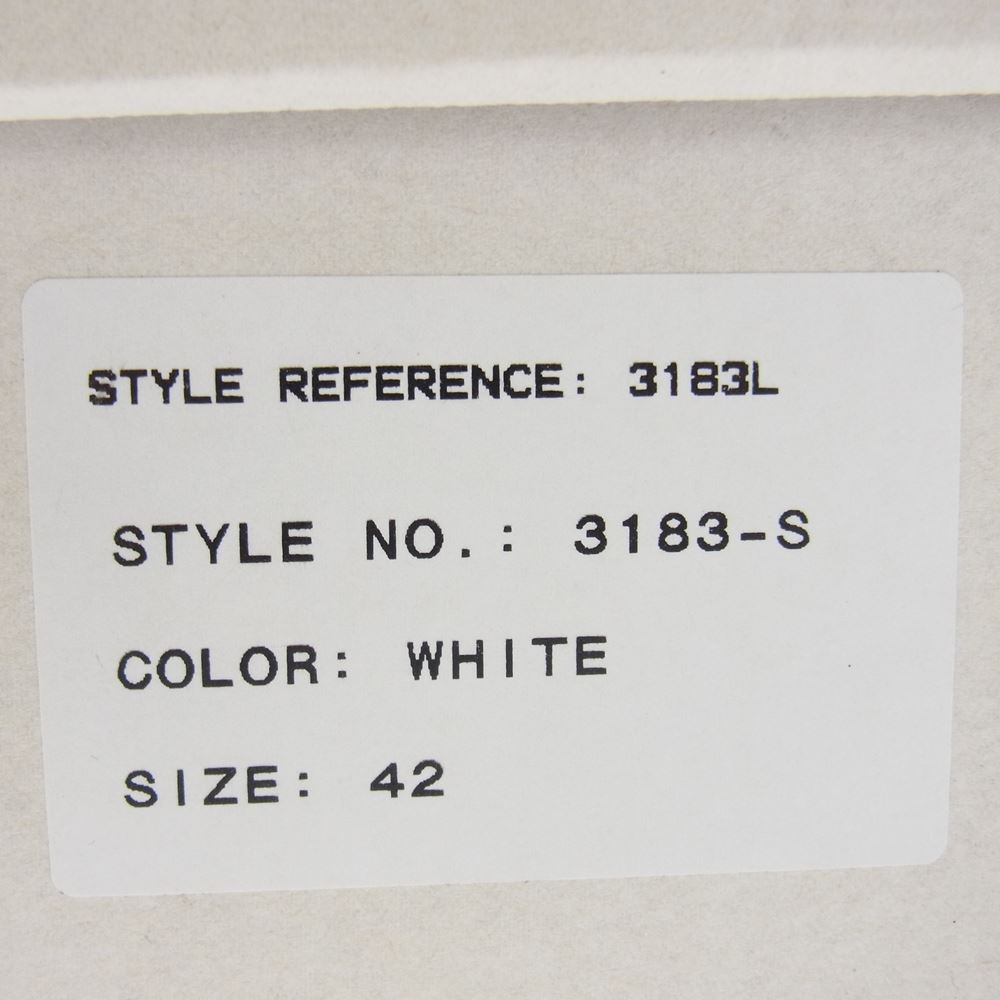 STYLE REFERENCE: 3183L
STYLE NO.: 3183-S
COLOR: WHITE
SIZE: 42